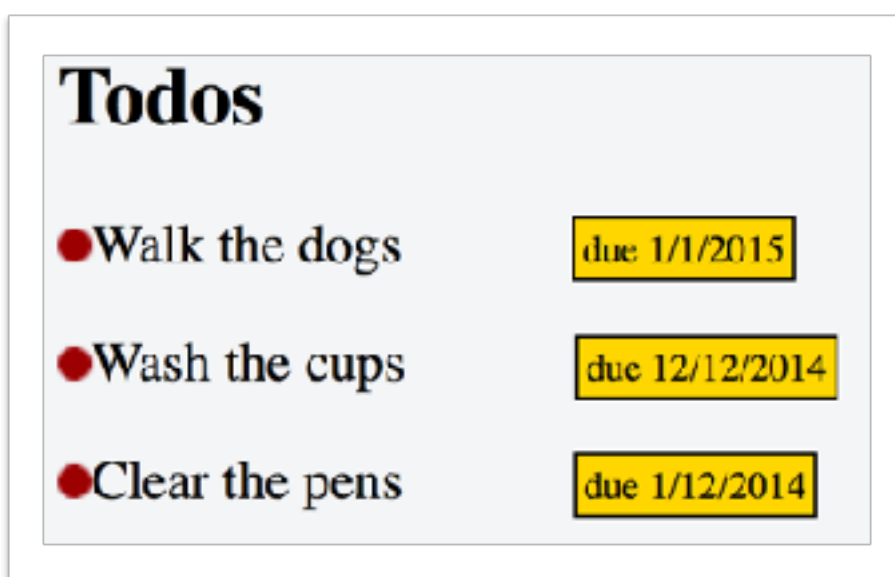 Todos
Walk the dogs due 1/1/2015
Wash the cups due 12/12/2014
Clear the pens due 1/12/2014